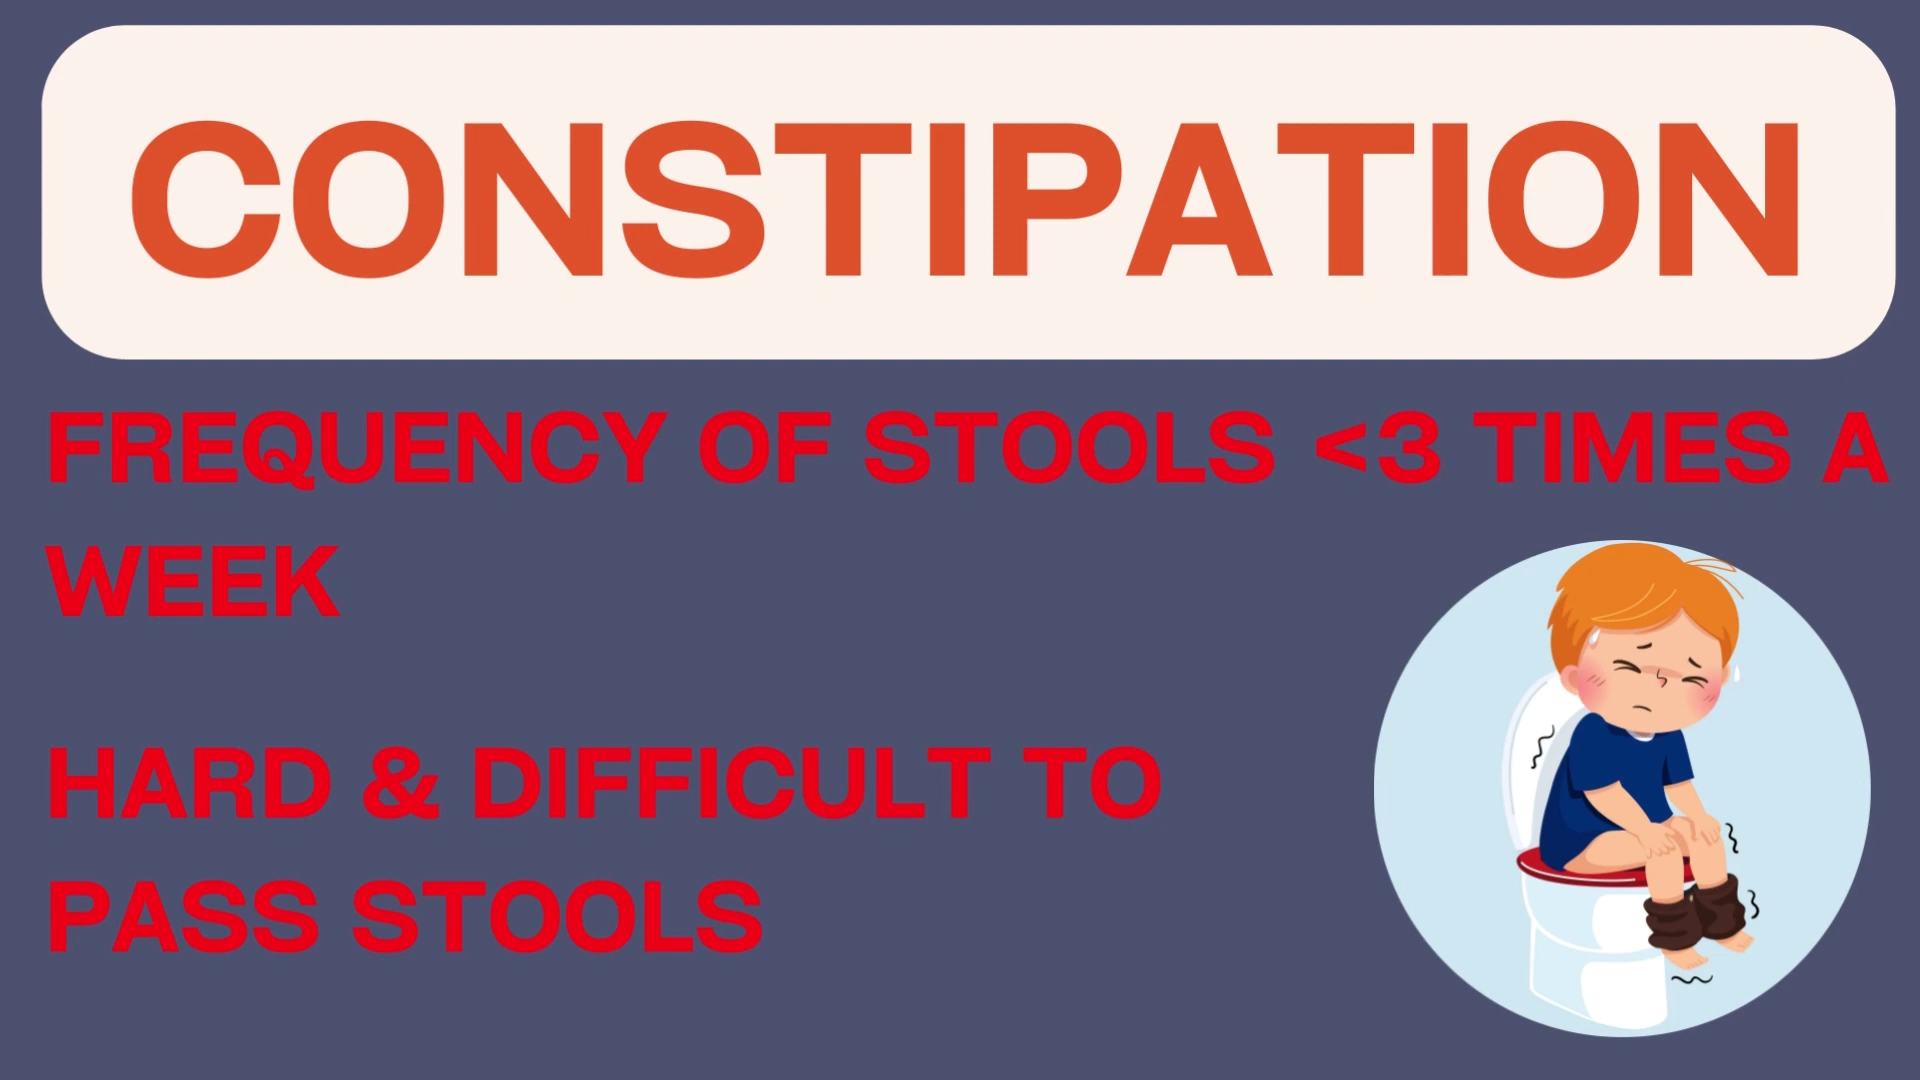 CONSTIPATION
FREQUENCY OF STOOLS <3 TIMES A
WEEK
HARD & DIFFICULT TO
PASS STOOLS